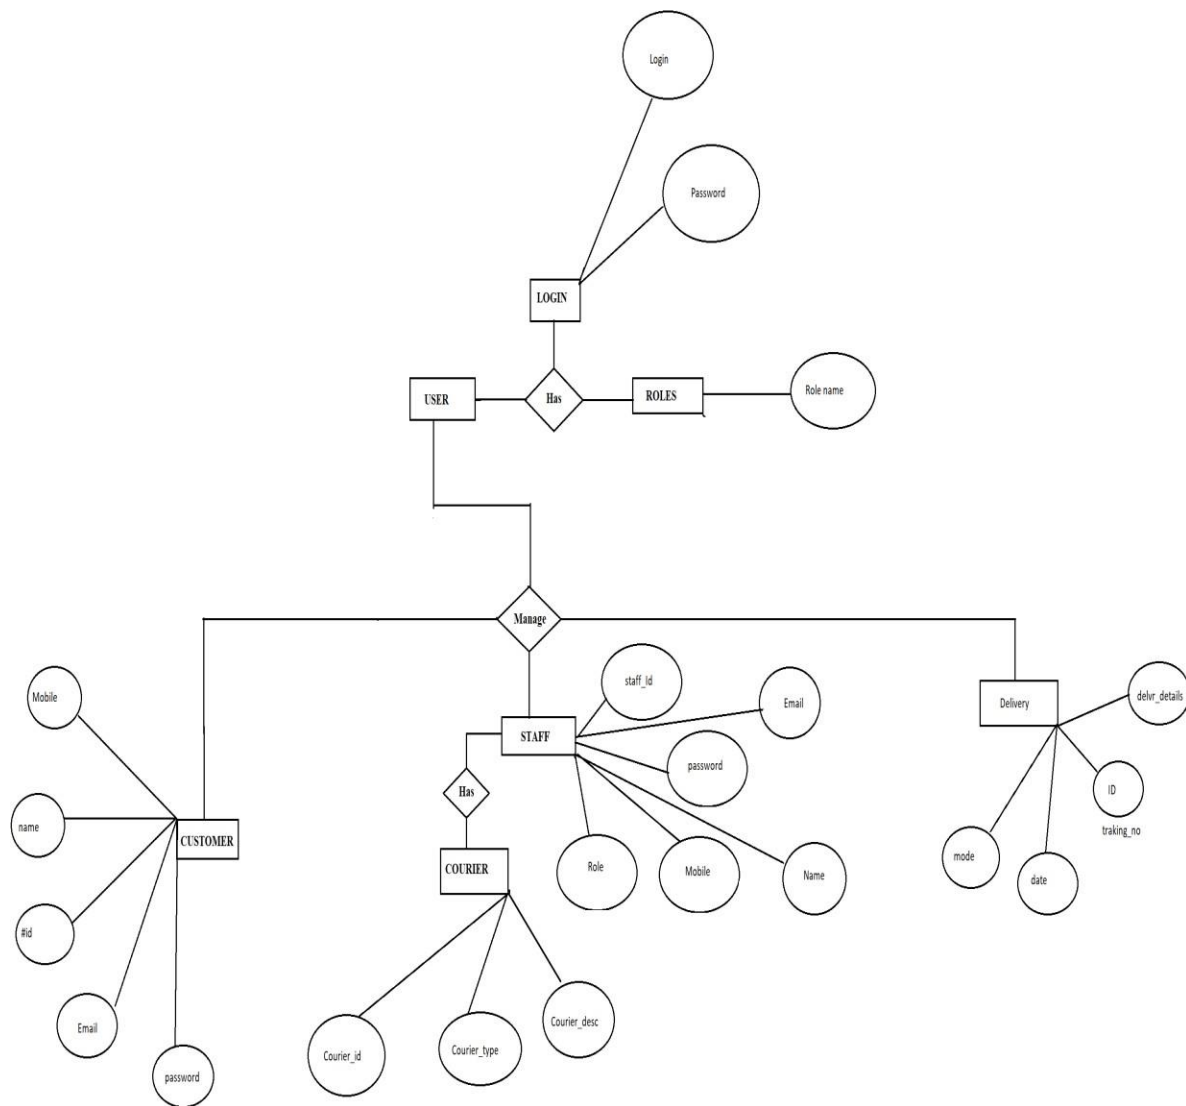 Login
Password
LOGIN
USER
Has
ROLES
Role name
Manage
staff_Id
Email
delvr_details
Mobile
Delivery
STAFF
password
Has
ID
traking_no
name
CUSTOMER
COURIER
Role
Mobile
Name
mode
date
#id
Email
Courier_id
Courier_type
Courier_desc
password